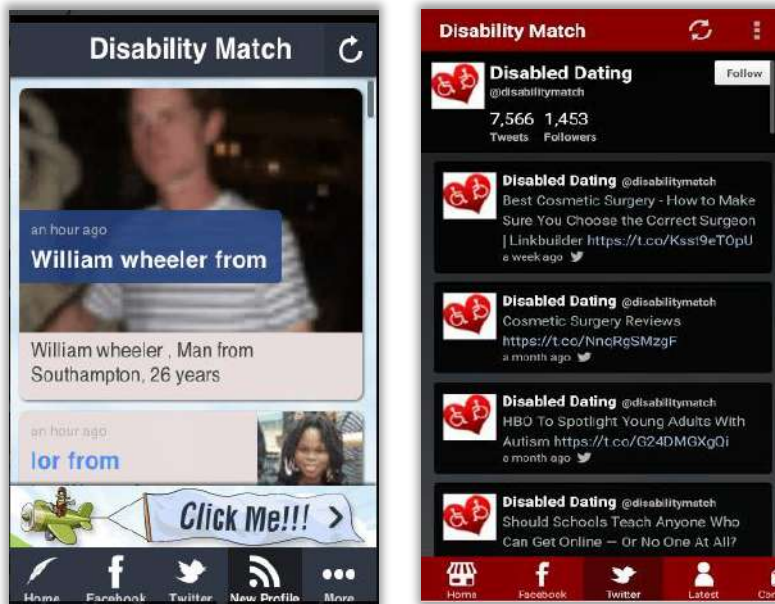 Disability Match
an hour ago
William wheeler from
William wheeler , Man from
Southampton, 26 years
an hour ago
lor from
Click Me!!!
Home
Facebook
Twitter
New Profile
More
Disability Match
Disabled Dating
Follow
@disabilitymatch
7,566 1,453
Tweets Followers
Disabled Dating @disabilitymatch
Best Cosmetic Surgery - How to Make
Sure You Choose the Correct Surgeon
| Linkbuilder https://t.co/Ksst9eTOpU
a week ago
Disabled Dating @disabilitymatch
Cosmetic Surgery Reviews
https://t.co/NnqRgSMzgF
a month ago
Disabled Dating @disabilitymatch
HBO To Spotlight Young Adults With
Autism https://t.co/G24DMGXgQi
a month ago
Disabled Dating @disabilitymatch
Should Schools Teach Anyone Who
Can Get Online — Or No One At All?
Home
Facebook
Twitter
Latest